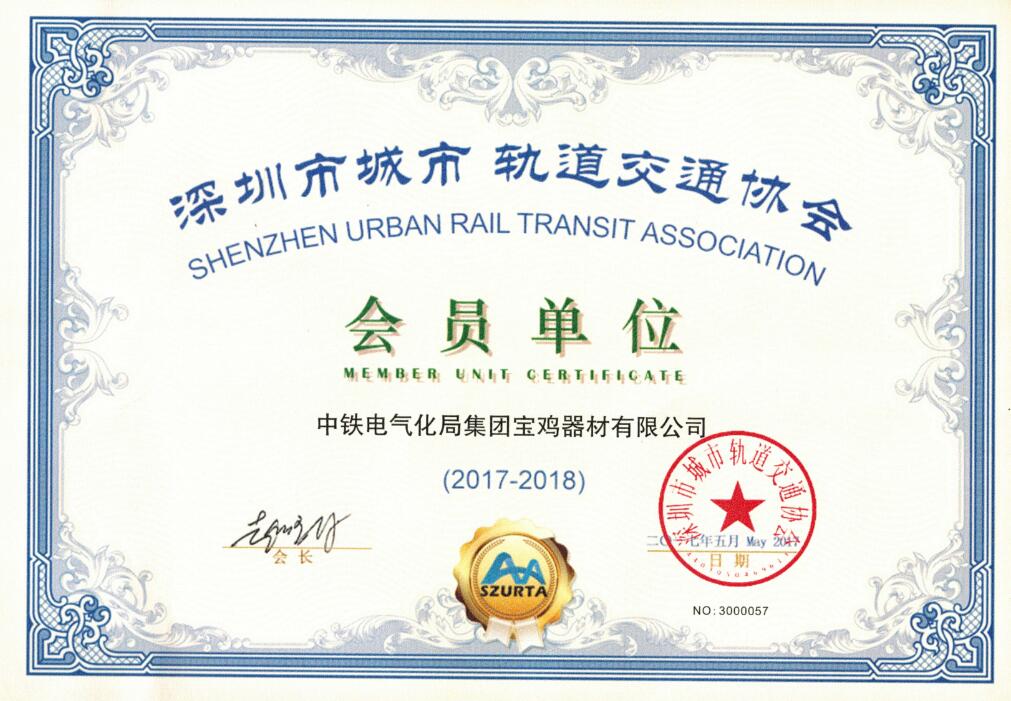 深圳市城市 轨道交通协会
SHENZHEN URBAN RAIL TRANSIT ASSOCIATION
会员单位
MEMBER UNIT CERTIFICATE
中铁电气化局集团宝鸡器材有限公司
(2017-2018)
深圳市城市轨道交通协会
二〇一七年五月 May 2017
会长
日期
SZURTA
NO: 3000057